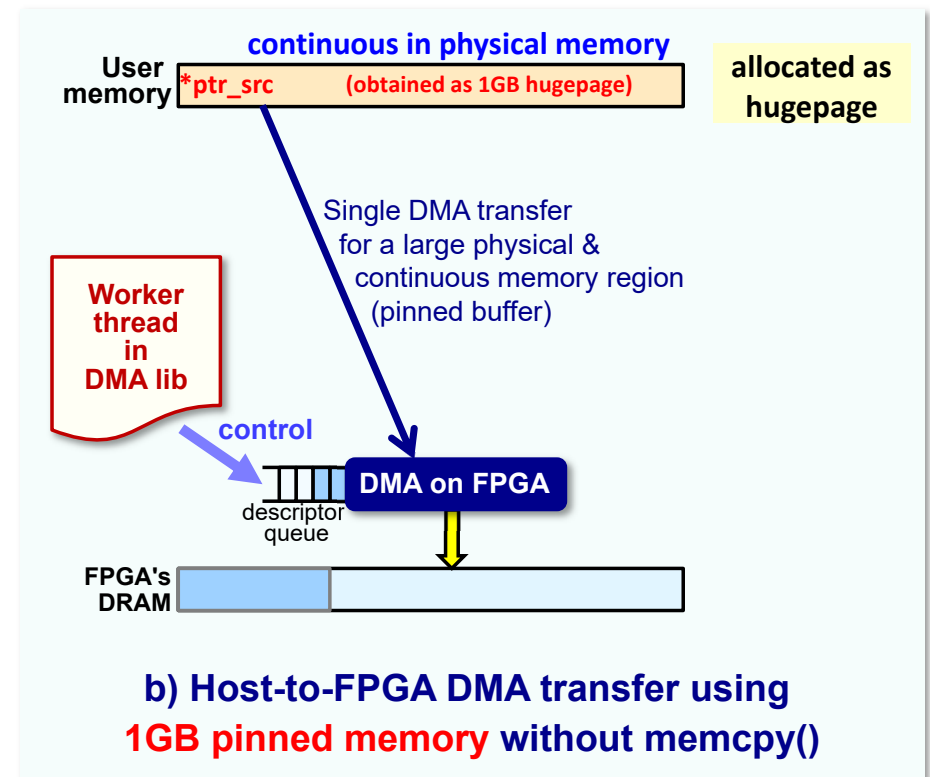 continuous in physical memory
User
memory
*ptr_src (obtained as 1GB hugepage)
allocated as
hugepage
Single DMA transfer
for a large physical &
continuous memory region
(pinned buffer)
Worker
thread
in
DMA lib
control
DMA on FPGA
descriptor
queue
FPGA's
DRAM
b) Host-to-FPGA DMA transfer using
1GB pinned memory without memcpy()